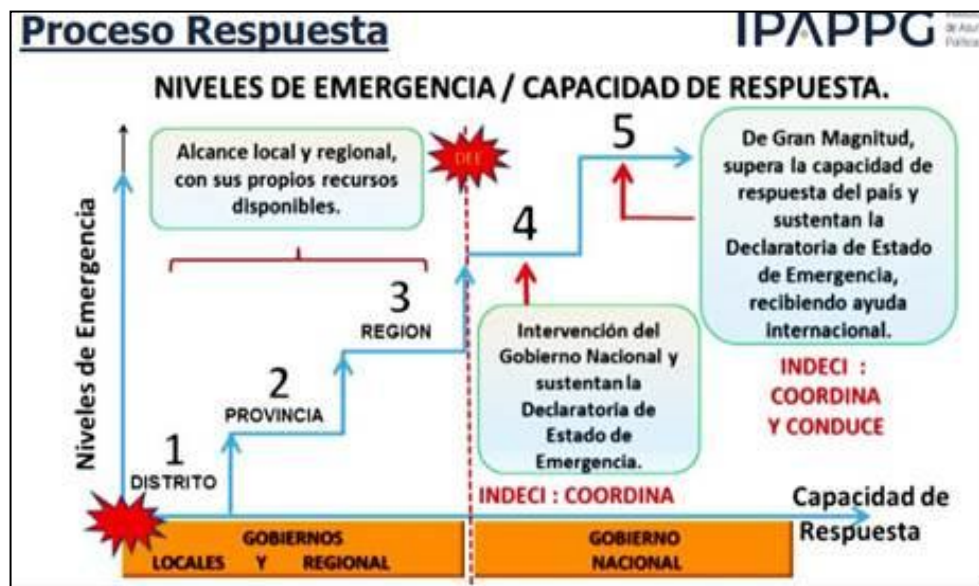 Proceso Respuesta
IPAPPG
NIVELES DE EMERGENCIA / CAPACIDAD DE RESPUESTA.
Niveles de Emergencia
Alcance local y regional,
con sus propios recursos
disponibles.
DEE
1
DISTRITO
2
PROVINCIA
3
REGION
4
5
Intervención del
Gobierno Nacional y
sustentan la
Declaratoria de
Estado de
Emergencia.
INDECI : COORDINA
De Gran Magnitud,
supera la capacidad de
respuesta del país y
sustentan la
Declaratoria de Estado
de Emergencia,
recibiendo ayuda
internacional.
INDECI :
COORDINA
Y CONDUCE
Capacidad de
Respuesta
GOBIERNOS
LOCALES Y REGIONAL
GOBIERNO
NACIONAL